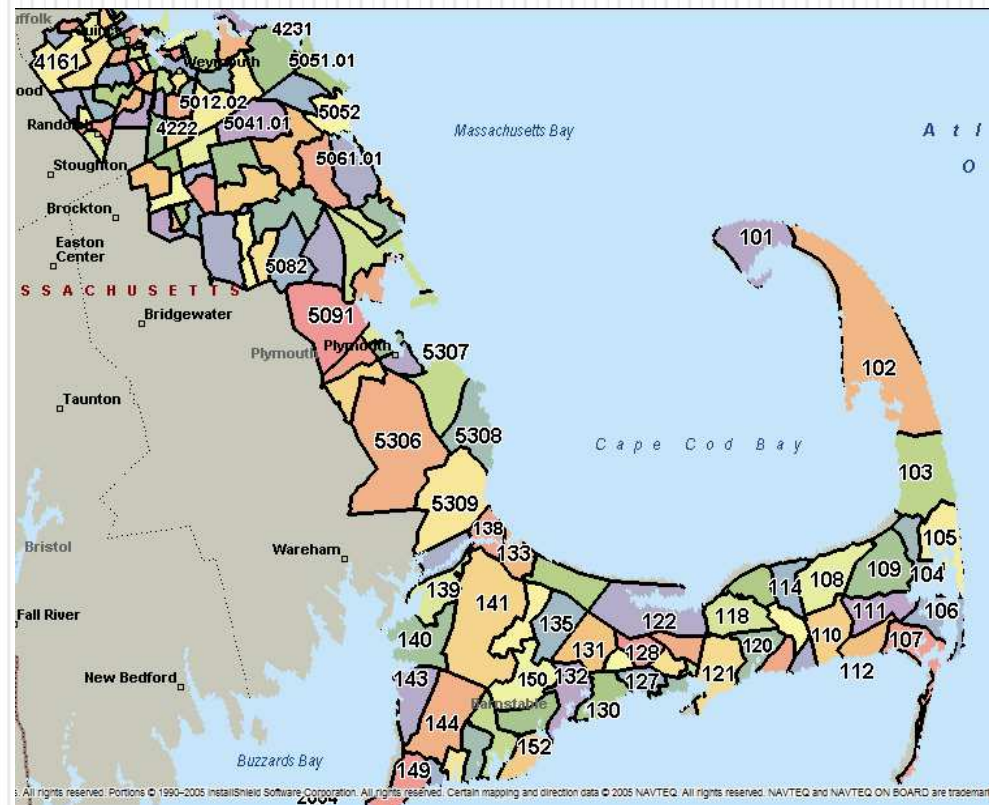 uffolk
4231
4161
Weymouth
5051.01
ood
5012.02
5052
Randolph
4222
5041.01
Massachusetts Bay
A t l
5061.01
O
Stoughton
Brockton
101
Easton
Center
5082
S S A C H U S E T T S
5091
Bridgewater
Plymouth
Plymouth
5307
102
Taunton
5306
5308
Cape Cod Bay
103
5309
138
105
Bristol
Wareham
133
109
104
139
141
114
108
106
Fall River
135
122
118
111
140
131
128
120
110
107
New Bedford
143
150
132
127
121
112
Barnstable
130
144
152
Buzzards Bay
149
s. All rights reserved. Portions © 1990–2005 InstallShield Software Corporation. All rights reserved. Certain mapping and direction data © 2005 NAVTEQ. All rights reserved. NAVTEQ and NAVTEQ ON BOARD are trademar